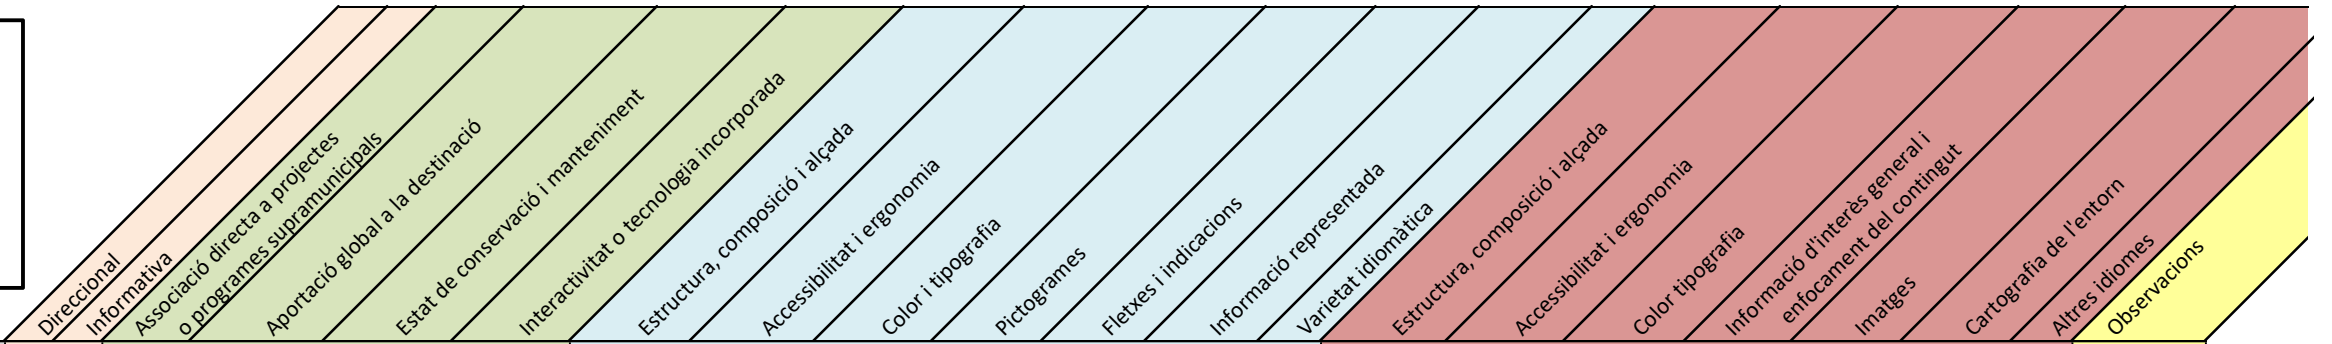 Direccional
Informativa
Associació directa a projectes
o programes supramunicipals
Aportació global a la destinació
Estat de conservació i manteniment
Interactivitat o tecnologia incorporada
Estructura, composició i alçada
Accessibilitat i ergonomia
Color i tipografia
Pictogrames
Fletxes i indicacions
Informació representada
Varietat idiomàtica
Estructura, composició i alçada
Accessibilitat i ergonomia
Color tipografia
Informació d'interès general i
enfocament del contingut
Imatges
Cartografia de l'entorn
Altres idiomes
Observacions